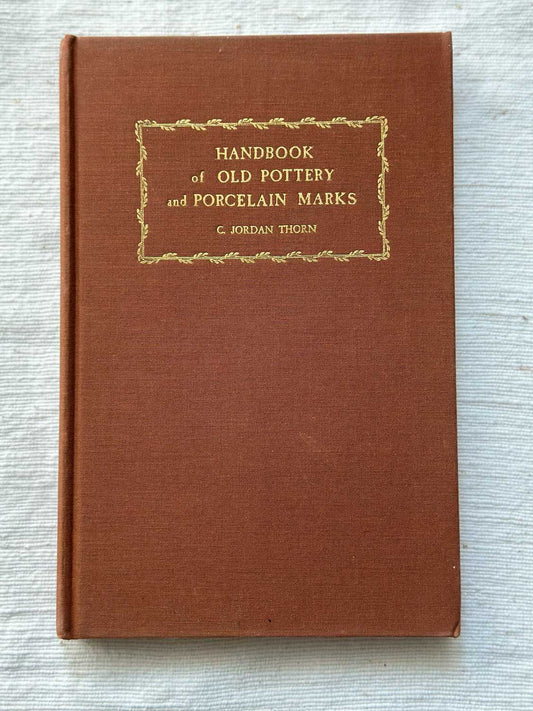 HANDBOOK
of OLD POTTERY
and PORCELAIN MARKS
C. JORDAN THORN